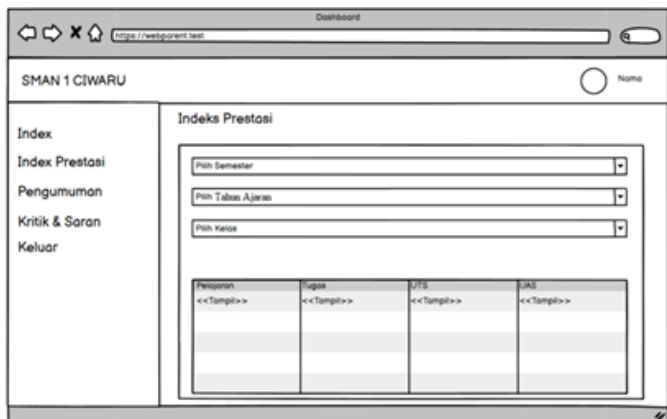 Dashboard
https://webparent.test
SMAN 1 CIWARU
Nama
Index
Index Prestasi
Pengumuman
Kritik & Saran
Keluar
Indeks Prestasi
Pilih Semester
Pilih Tahun Ajaran
Pilih Kelas
Pelajaran Tugas UTS UAS
<<Tampil>> <<Tampil>> <<Tampil>> <<Tampil>>